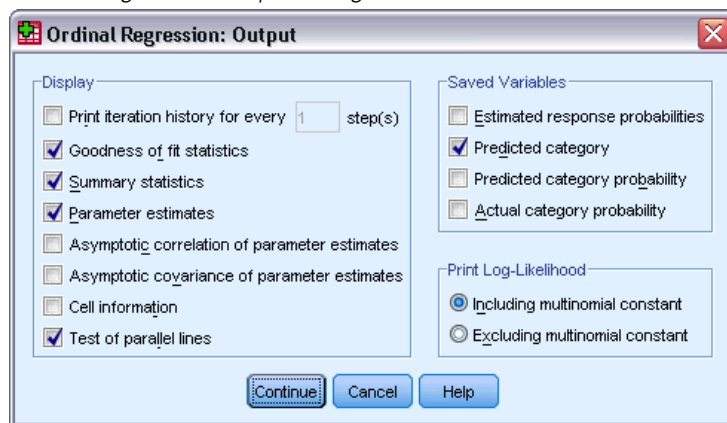 Ordinal Regression: Output
Display
Print iteration history for every 1 step(s)
Goodness of fit statistics
Summary statistics
Parameter estimates
Asymptotic correlation of parameter estimates
Asymptotic covariance of parameter estimates
Cell information
Test of parallel lines
Saved Variables
Estimated response probabilities
Predicted category
Predicted category probability
Actual category probability
Print Log-Likelihood
Including multinomial constant
Excluding multinomial constant
Continue
Cancel
Help